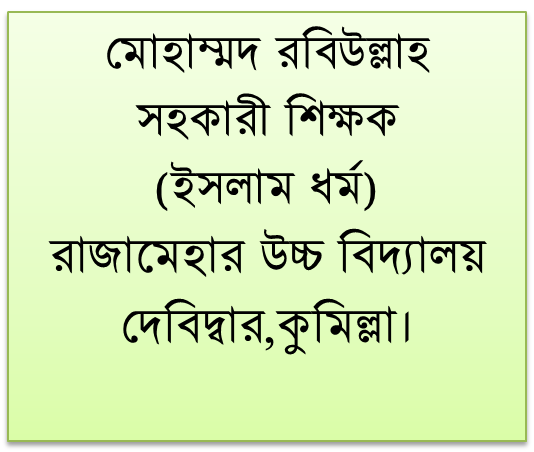 মোহাম্মদ রবিউল্লাহ
সহকারী শিক্ষক
(ইসলাম ধর্ম)
রাজামেহার উচ্চ বিদ্যালয়
দেবিদ্বার,কুমিল্লা।